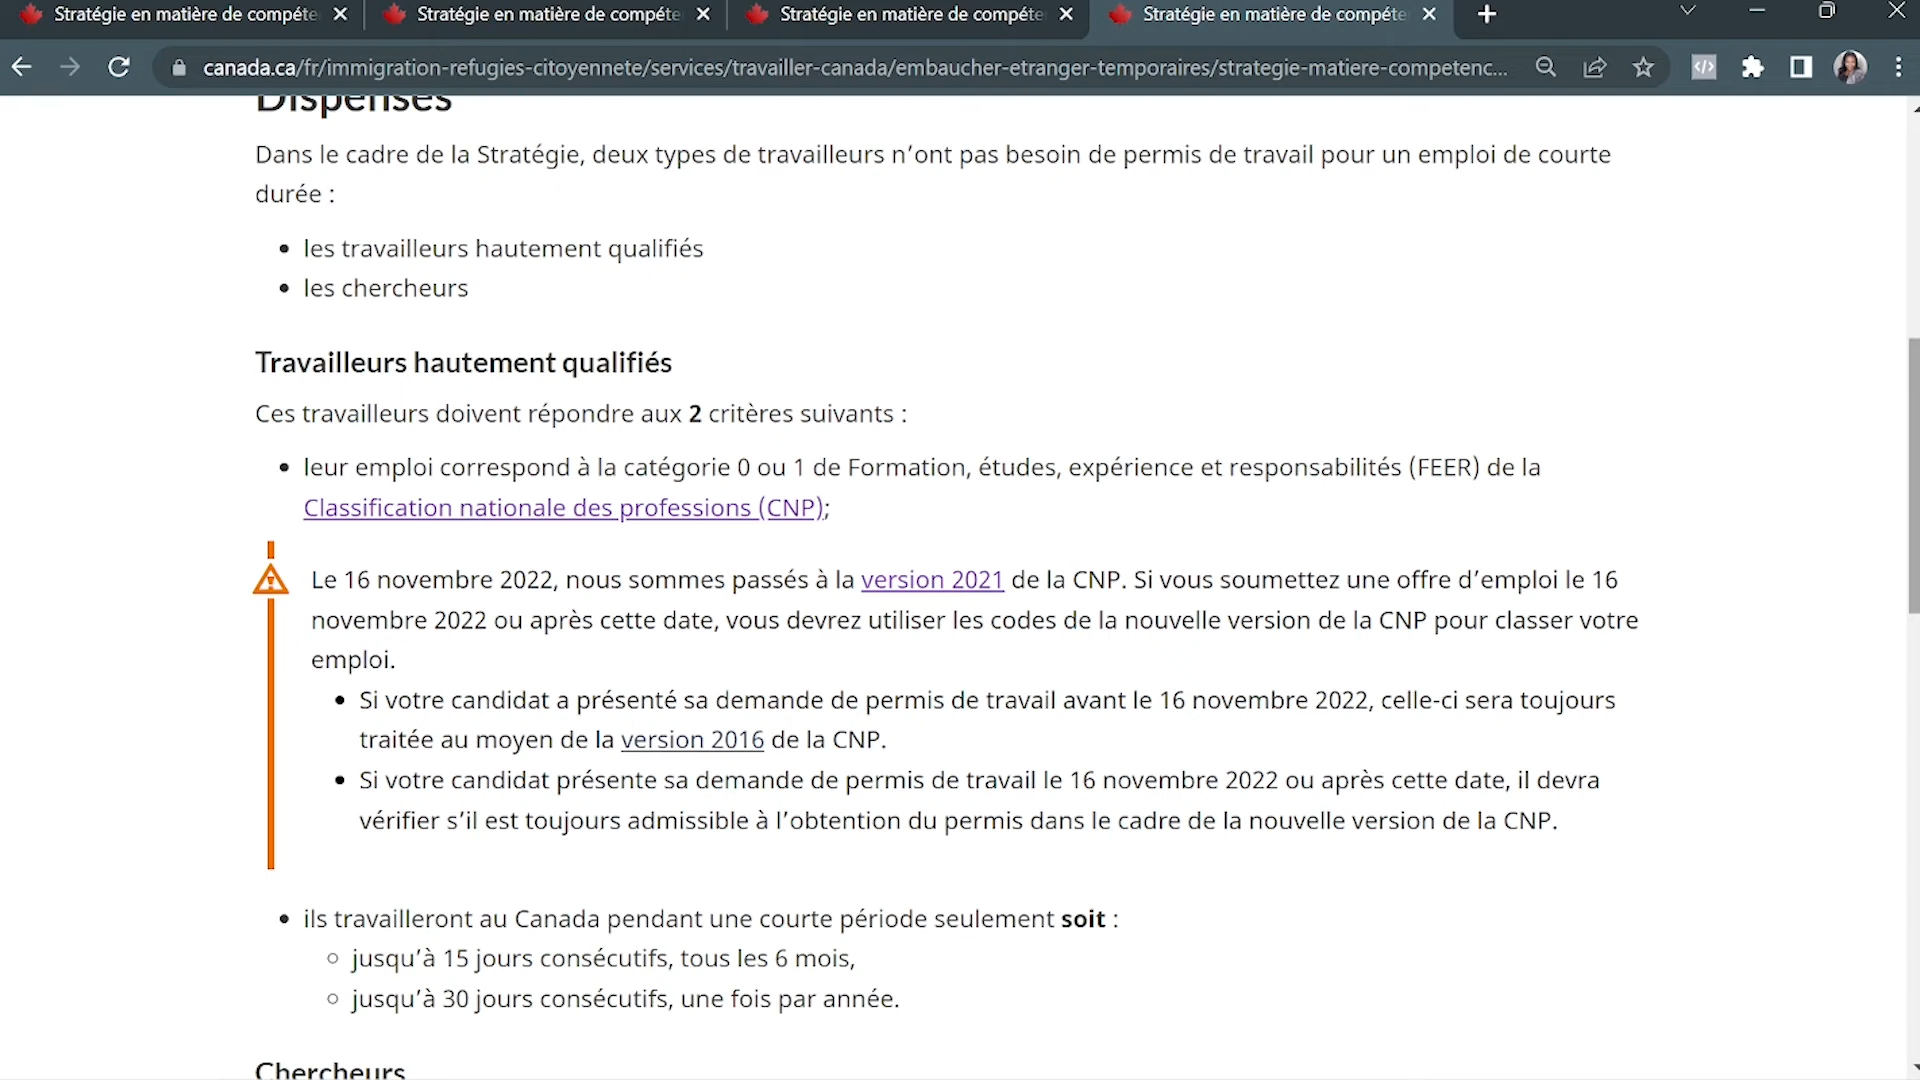 Stratégie en matière de compéte
Stratégie en matière de compéte
Stratégie en matière de compéte
Stratégie en matière de compéte
canada.ca/fr/immigration-refugies-citoyennete/services/travailler-canada/embaucher-etranger-temporaires/strategie-matiere-competenc...
Dispenses
Dans le cadre de la Stratégie, deux types de travailleurs n’ont pas besoin de permis de travail pour un emploi de courte
durée :
• les travailleurs hautement qualifiés
• les chercheurs
Travailleurs hautement qualifiés
Ces travailleurs doivent répondre aux 2 critères suivants :
• leur emploi correspond à la catégorie 0 ou 1 de Formation, études, expérience et responsabilités (FEER) de la
Classification nationale des professions (CNP);
Le 16 novembre 2022, nous sommes passés à la version 2021 de la CNP. Si vous soumettez une offre d’emploi le 16
novembre 2022 ou après cette date, vous devrez utiliser les codes de la nouvelle version de la CNP pour classer votre
emploi.
• Si votre candidat a présenté sa demande de permis de travail avant le 16 novembre 2022, celle-ci sera toujours
traitée au moyen de la version 2016 de la CNP.
• Si votre candidat présente sa demande de permis de travail le 16 novembre 2022 ou après cette date, il devra
vérifier s’il est toujours admissible à l’obtention du permis dans le cadre de la nouvelle version de la CNP.
• ils travailleront au Canada pendant une courte période seulement soit :
○ jusqu’à 15 jours consécutifs, tous les 6 mois,
○ jusqu’à 30 jours consécutifs, une fois par année.
Chercheurs